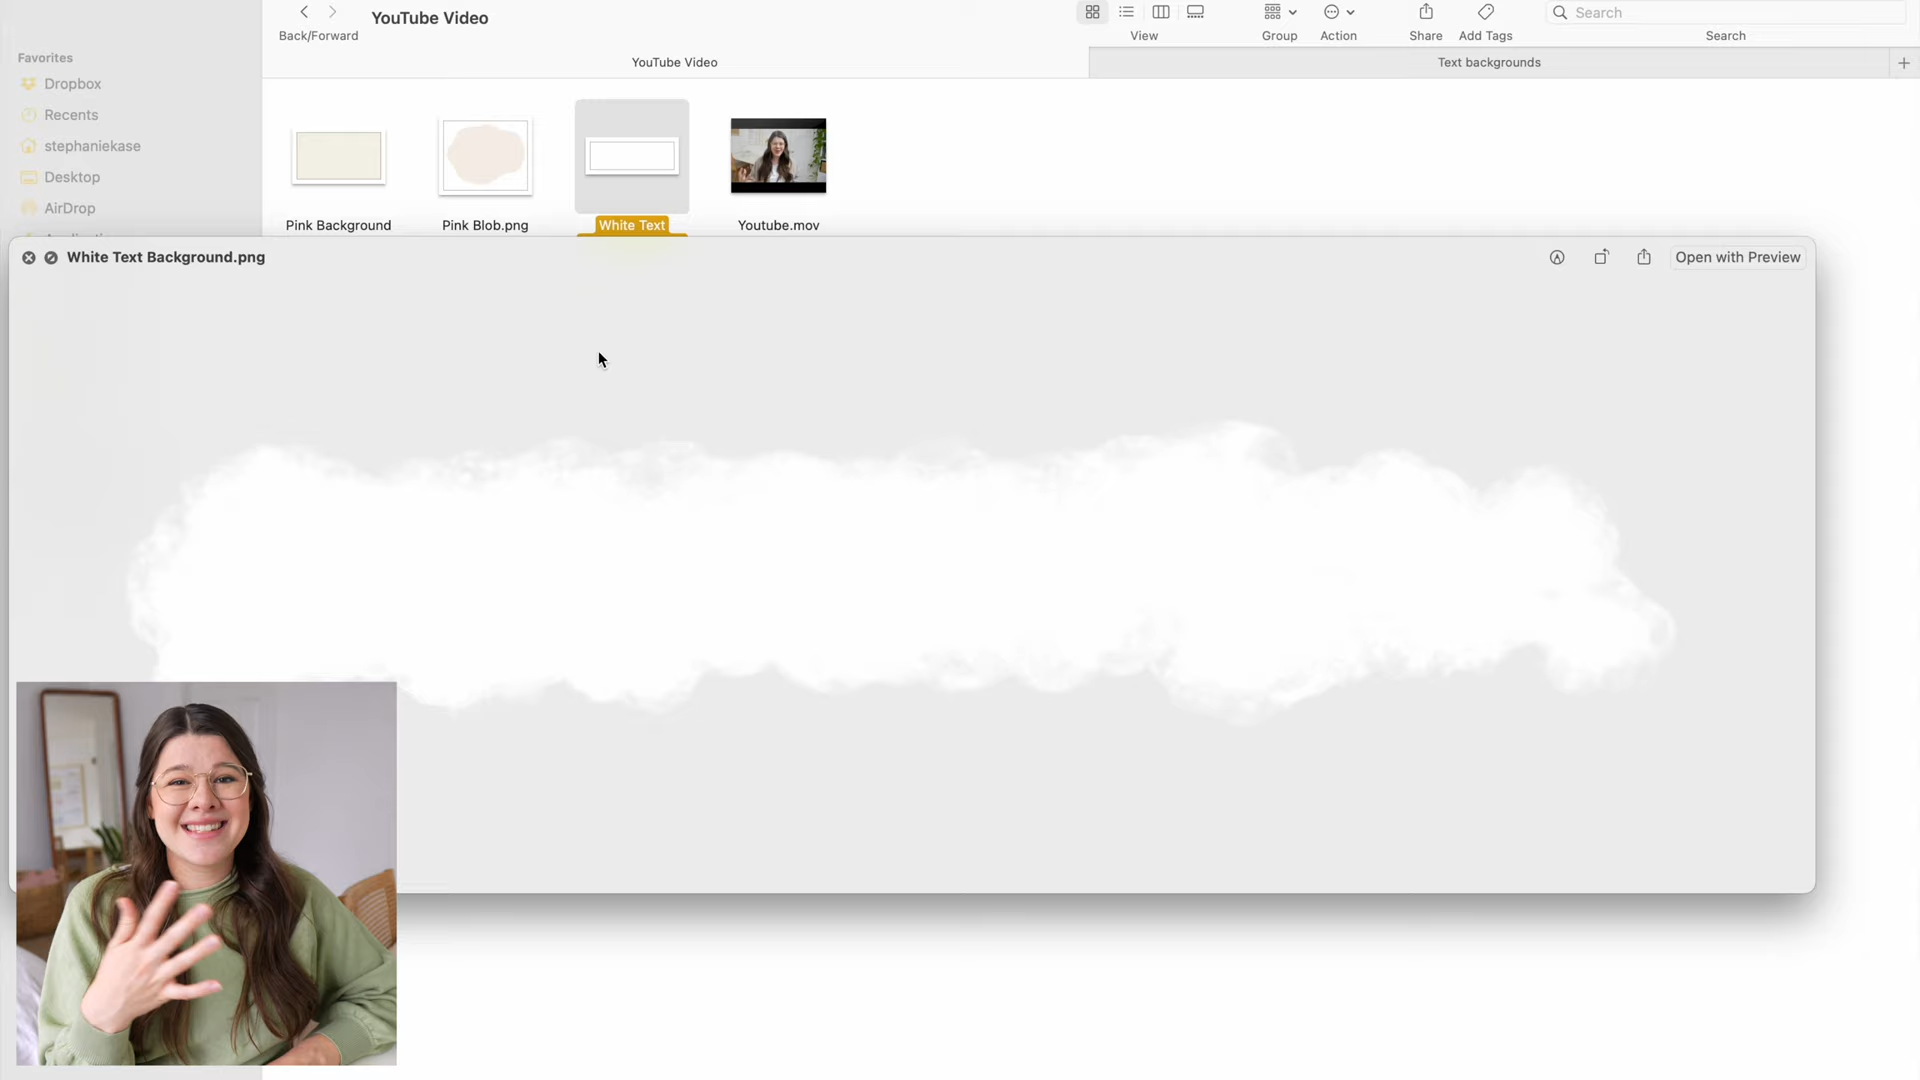 YouTube Video
Search
Back/Forward
View
Group
Action
Share
Add Tags
Search
YouTube Video
Text backgrounds
Favorites
Dropbox
Recents
stephaniekase
Desktop
AirDrop
Pink Background
Pink Blob.png
White Text
Youtube.mov
White Text Background.png
Open with Preview